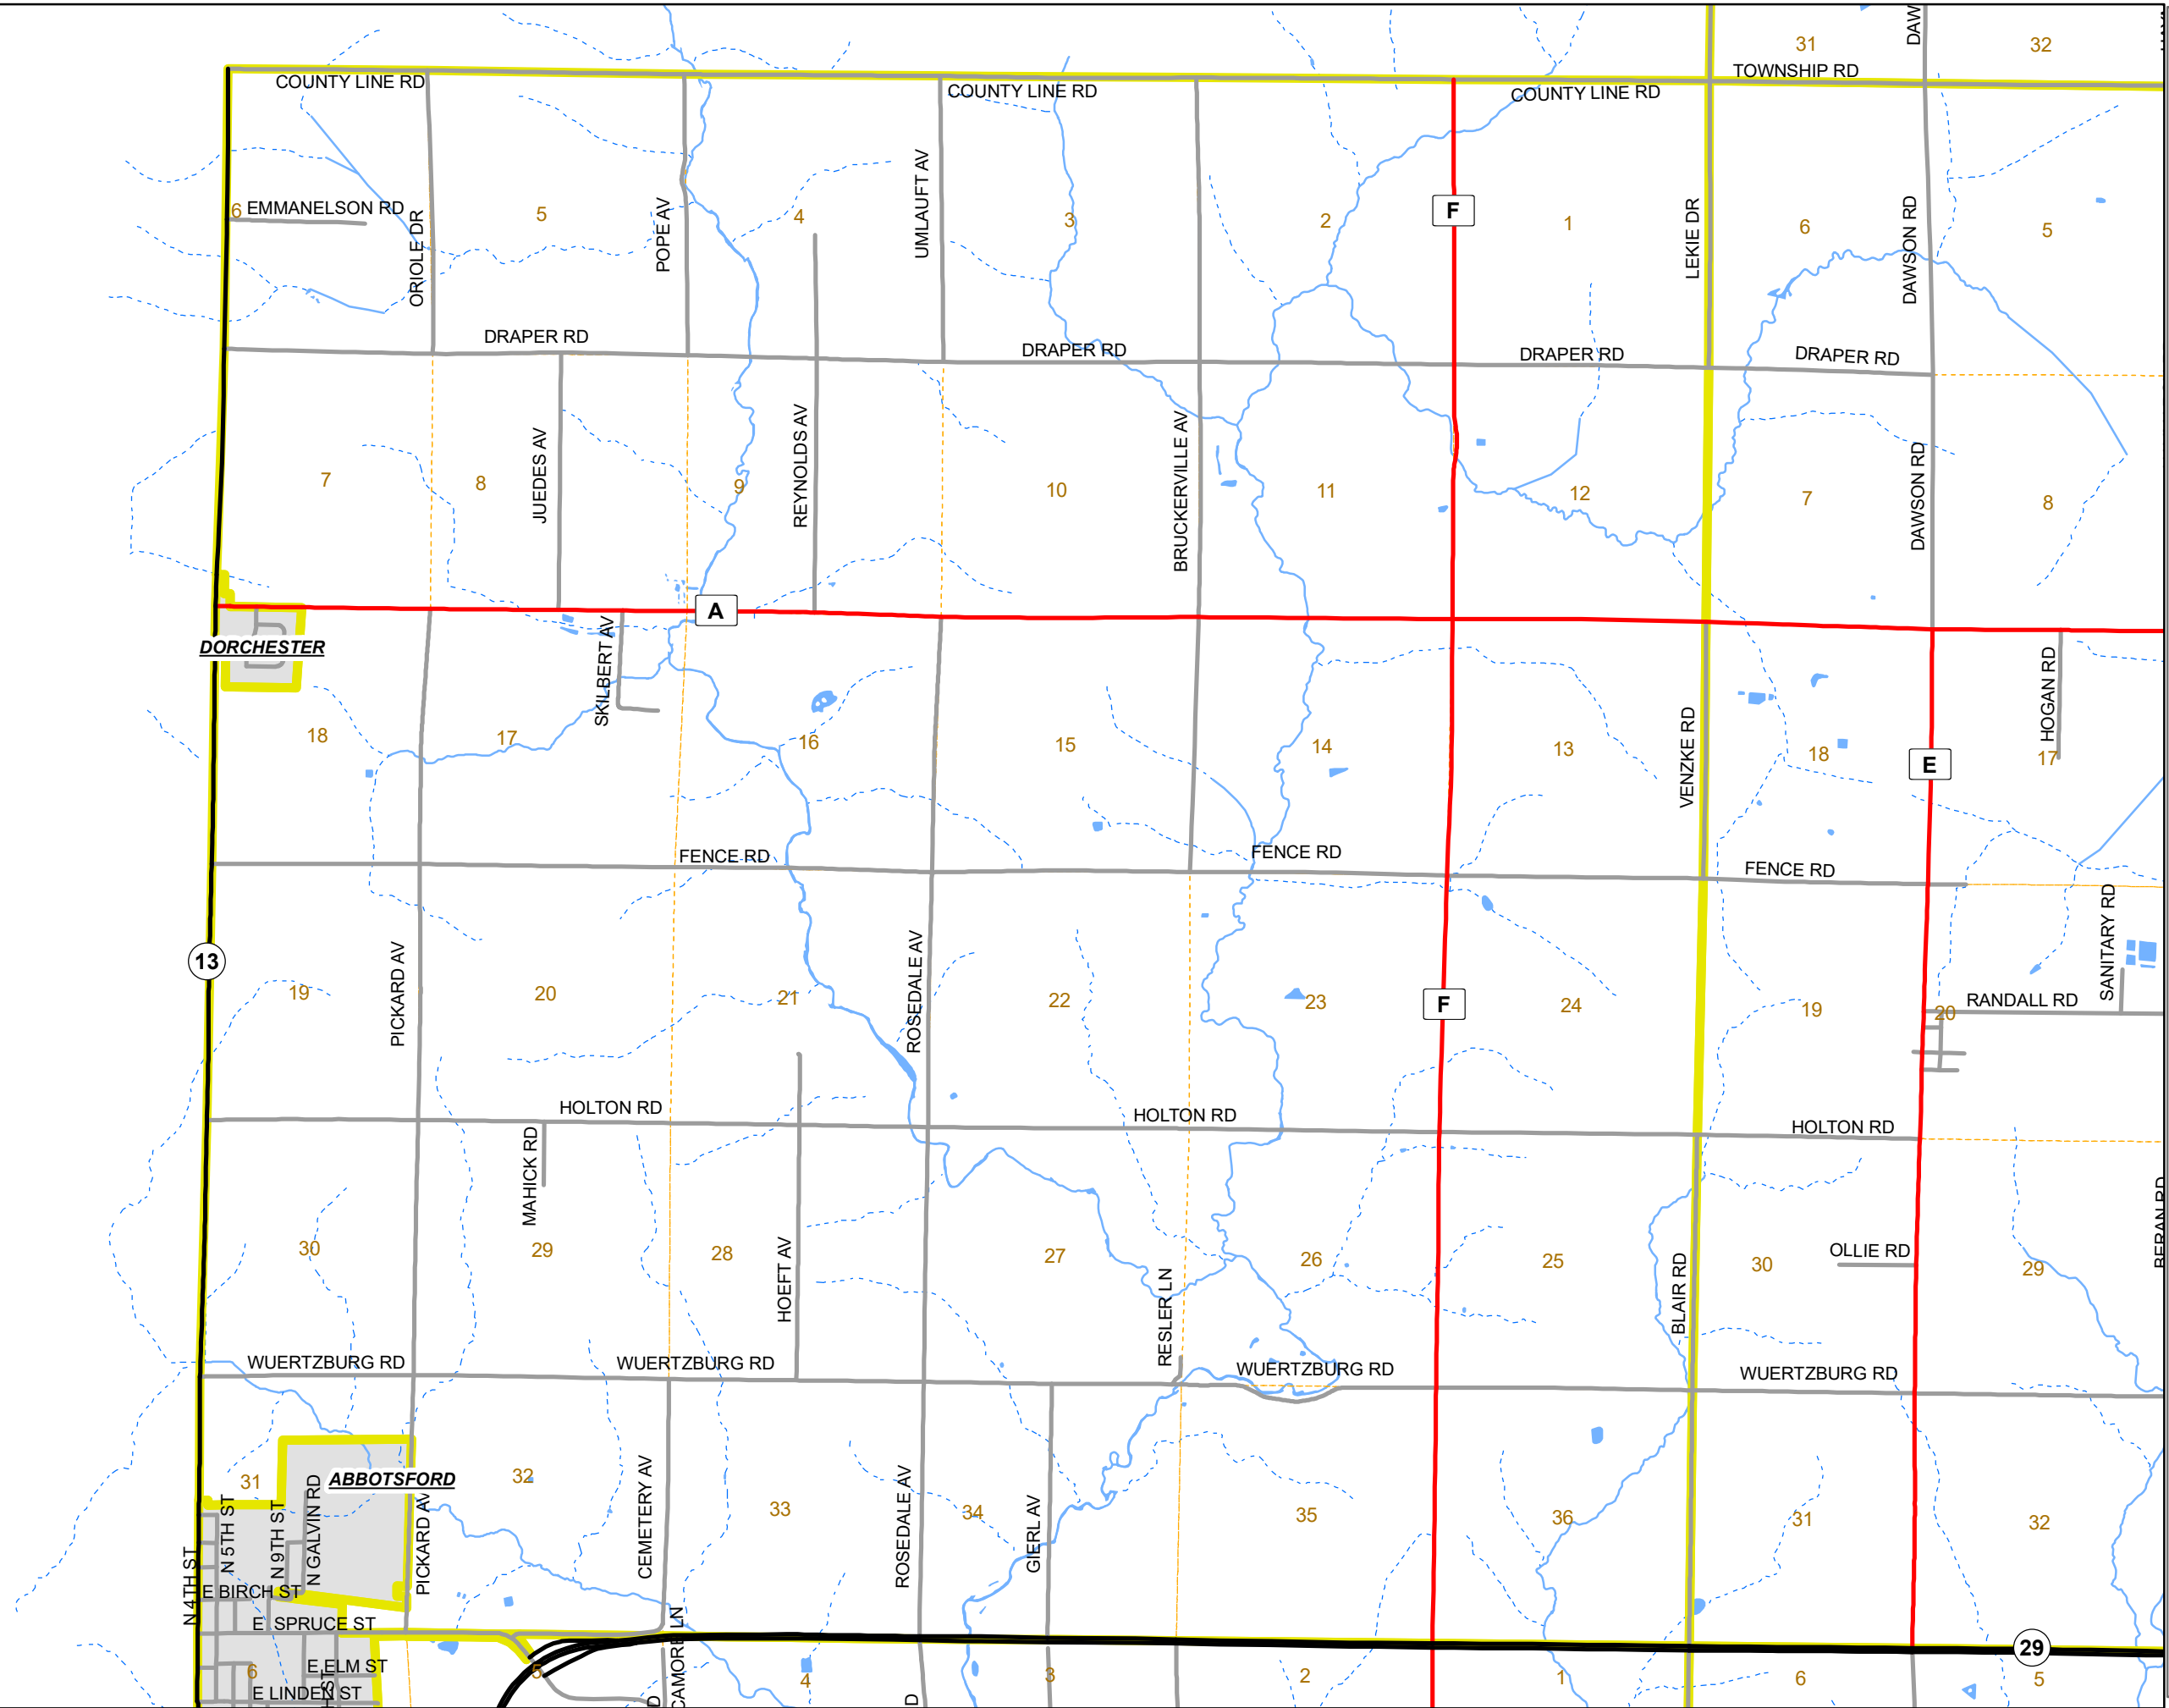 31
DAW
32
TOWNSHIP RD
COUNTY LINE RD
COUNTY LINE RD
COUNTY LINE RD
6
EMMANELSON RD
5
4
3
2
F
1
6
5
ORIOLE DR
POPE AV
UMLAUFT AV
LEKIE DR
DAWSON RD
DRAPER RD
DRAPER RD
DRAPER RD
DRAPER RD
7
8
JUEDES AV
9
REYNOLDS AV
10
BRUCKERVILLE AV
11
12
7
DAWSON RD
8
A
DORCHESTER
SKILBERT AV
18
17
16
15
14
13
VENZKE RD
18
E
HOGAN RD
17
FENCE RD
FENCE RD
FENCE RD
13
PICKARD AV
19
20
21
ROSEDALE AV
22
23
F
24
19
20
RANDALL RD
SANITARY RD
HOLTON RD
HOLTON RD
HOLTON RD
MAHICK RD
30
29
28
HOEFT AV
27
RESLER LN
26
25
BLAIR RD
30
OLLIE RD
29
BERAN RD
WUERTZBURG RD
WUERTZBURG RD
WUERTZBURG RD
WUERTZBURG RD
31
ABBOTSFORD
32
33
34
35
36
31
32
N 4TH ST
N 5TH ST
N 9TH ST
N GALVIN RD
PICKARD AV
CEMETERY AV
ROSEDALE AV
GIERL AV
E BIRCH ST
E SPRUCE ST
29
6
E ELM ST
E LINDEN ST
H ST
5
D
CAMORE LN
4
D
3
2
1
6
5